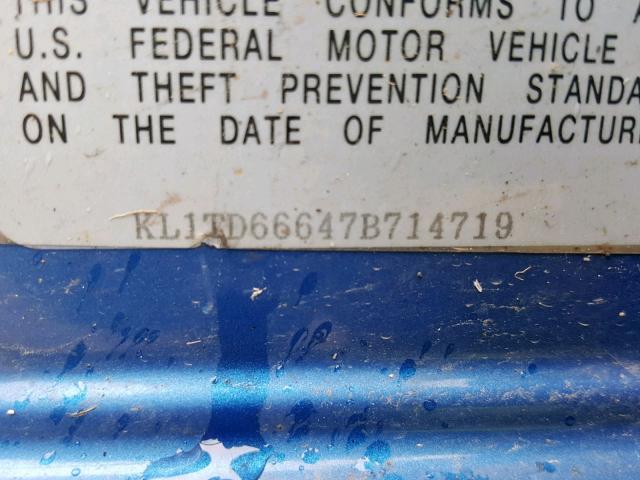 THIS VEHICLE CONFORMS TO A
U.S. FEDERAL MOTOR VEHICLE
AND THEFT PREVENTION STANDA
ON THE DATE OF MANUFACTUR
KL1TD66647B714719